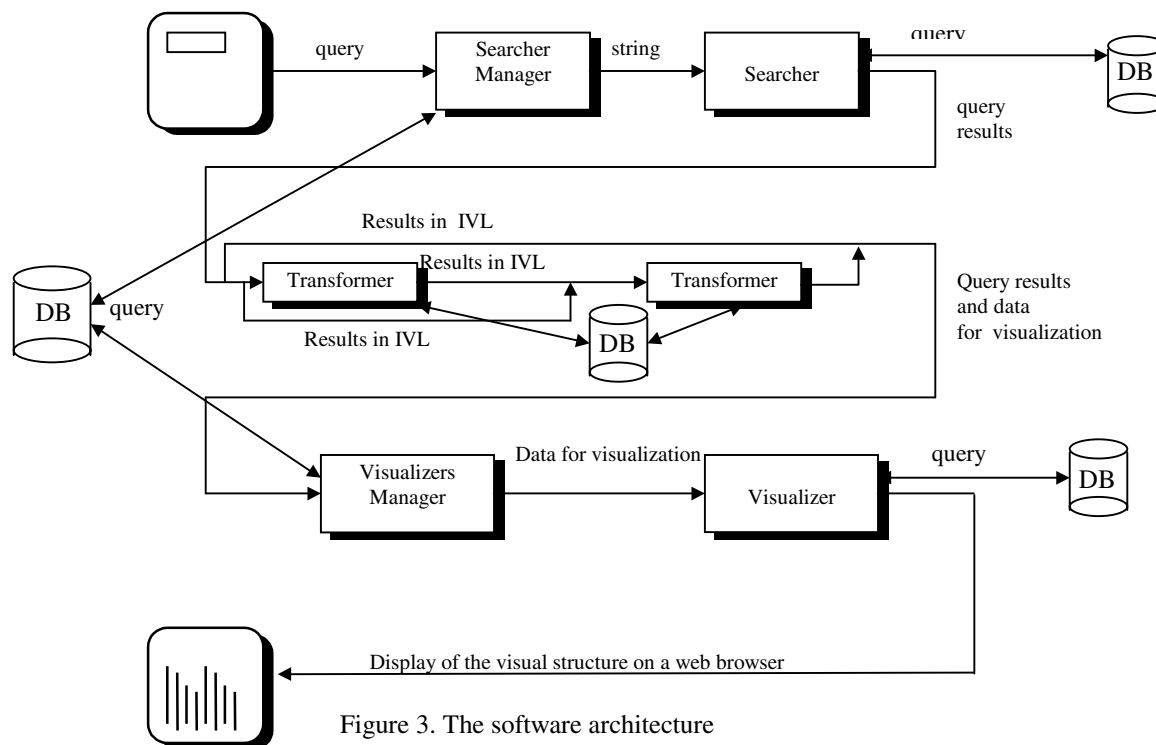 query
query
Searcher
Manager
string
Searcher
DB
query
results
Results in IVL
Results in IVL
Transformer
Transformer
Query results
and data
for visualization
DB
query
Results in IVL
DB
Data for visualization
query
Visualizers
Manager
Visualizer
DB
Display of the visual structure on a web browser
Figure 3. The software architecture